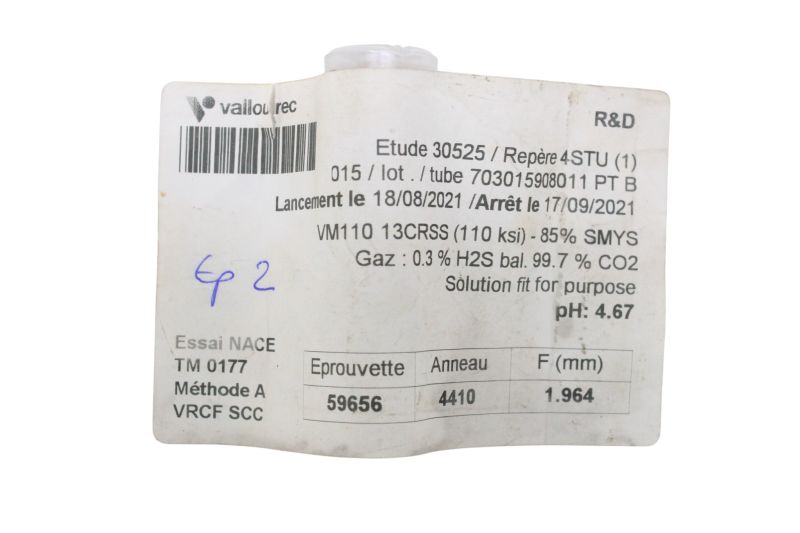 vallourec
R&D
Etude 30525 / Repère 4STU (1)
015 / lot . / tube 703015908011 PT B
Lancement le 18/08/2021 /Arrêt le 17/09/2021
VM110 13CRSS (110 ksi) - 85% SMYS
Gaz : 0.3 % H2S bal. 99.7 % CO2
Solution fit for purpose
pH: 4.67
Ep 2
Essai NACE
TM 0177
Méthode A
VRCF SCC
Eprouvette Anneau F (mm)
59656 4410 1.964